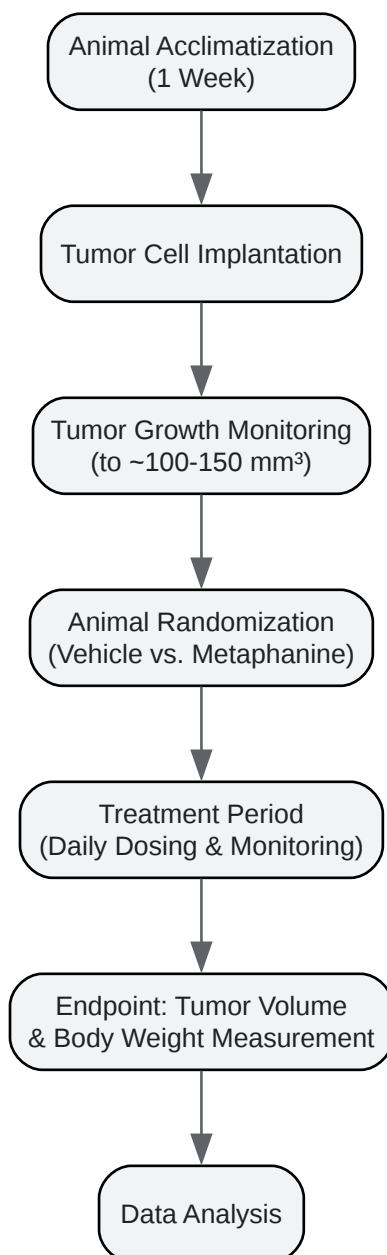 Animal Acclimatization
(1 Week)
Tumor Cell Implantation
Tumor Growth Monitoring
(to ~100-150 mm³)
Animal Randomization
(Vehicle vs. Metaphanine)
Treatment Period
(Daily Dosing & Monitoring)
Endpoint: Tumor Volume
& Body Weight Measurement
Data Analysis